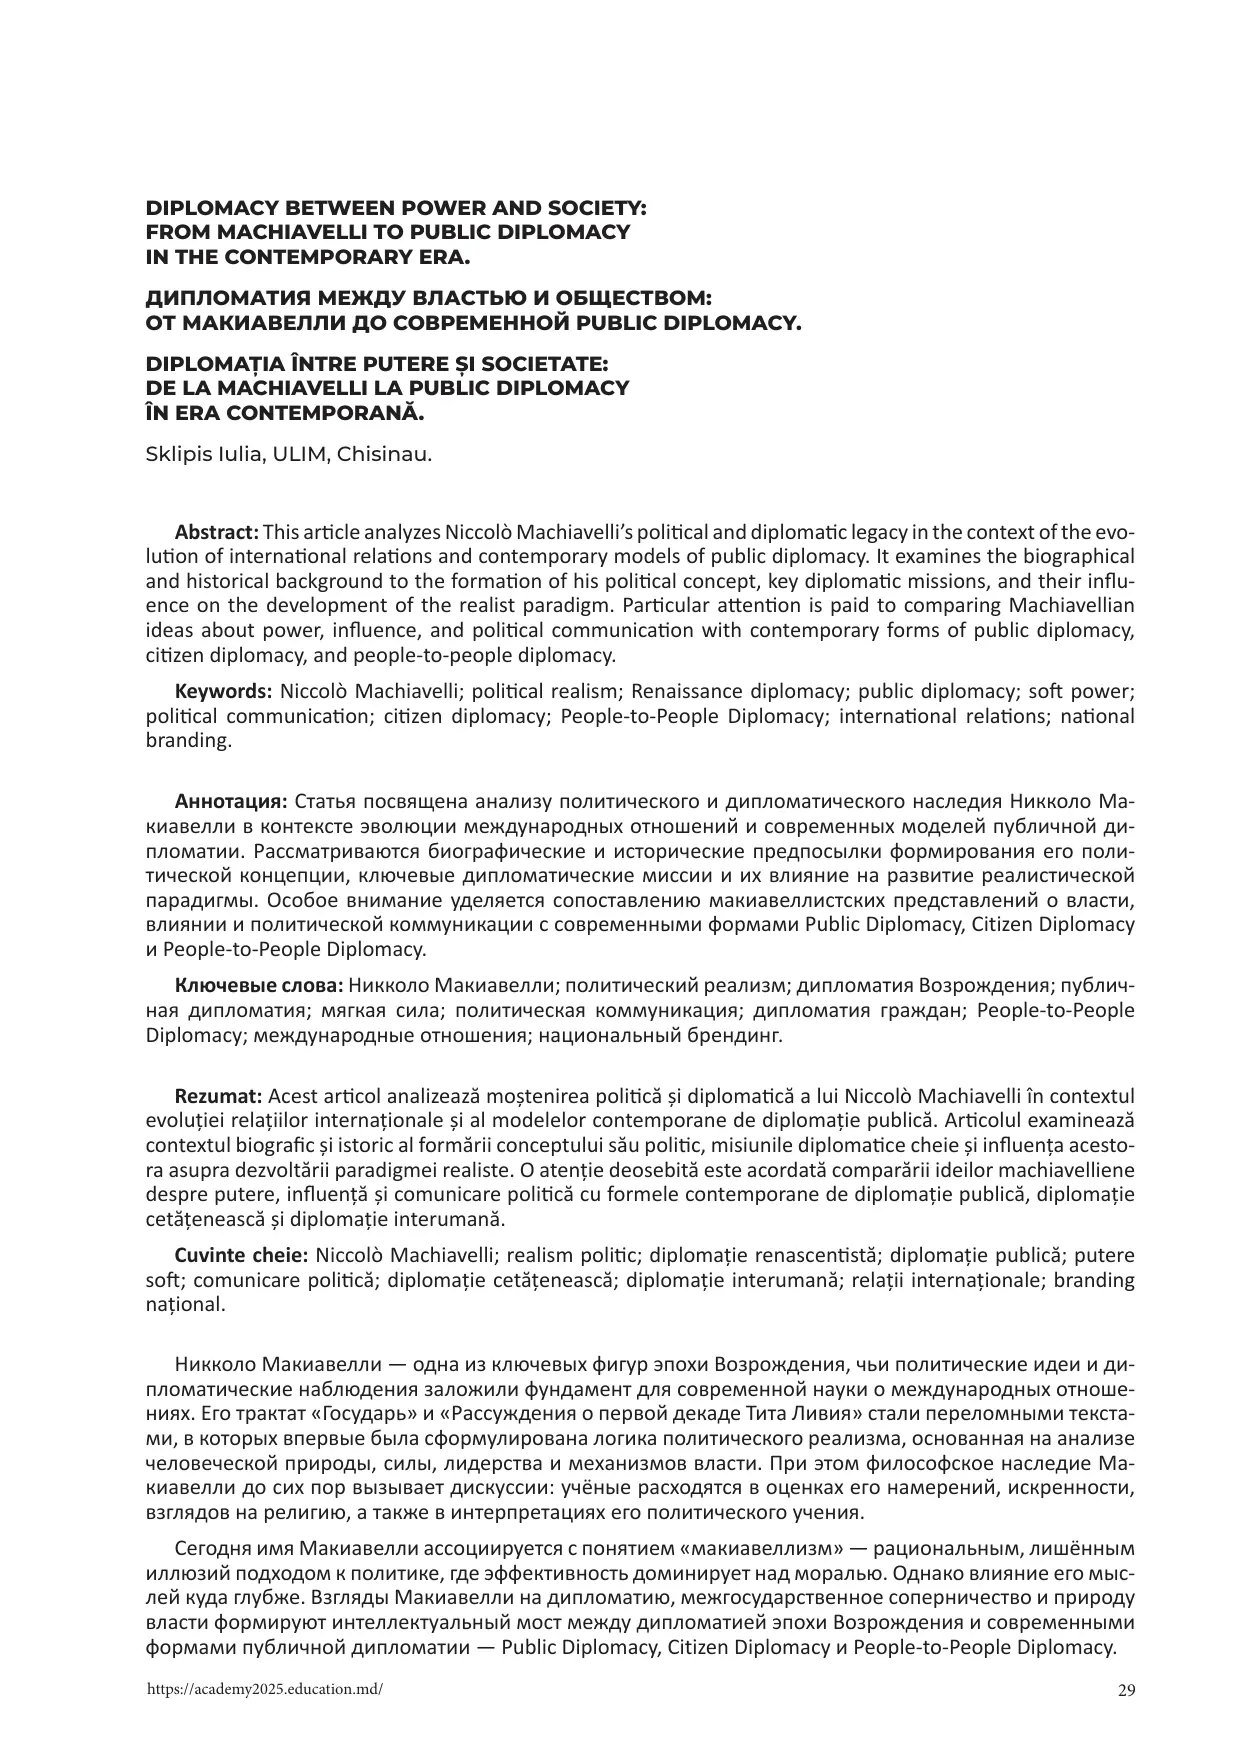 DIPLOMACY BETWEEN POWER AND SOCIETY:
FROM MACHIAVELLI TO PUBLIC DIPLOMACY
IN THE CONTEMPORARY ERA.
ДИПЛОМАТИЯ МЕЖДУ ВЛАСТЬЮ И ОБЩЕСТВОМ:
ОТ МАКИАВЕЛЛИ ДО СОВРЕМЕННОЙ PUBLIC DIPLOMACY.
DIPLOMAȚIA ÎNTRE PUTERE ȘI SOCIETATE:
DE LA MACHIAVELLI LA PUBLIC DIPLOMACY
ÎN ERA CONTEMPORANĂ.
Sklipis Iulia, ULIM, Chisinau.
Abstract: This article analyzes Niccolò Machiavelli’s political and diplomatic legacy in the context of the evo-
lution of international relations and contemporary models of public diplomacy. It examines the biographical
and historical background to the formation of his political concept, key diplomatic missions, and their influ-
ence on the development of the realist paradigm. Particular attention is paid to comparing Machiavellian
ideas about power, influence, and political communication with contemporary forms of public diplomacy,
citizen diplomacy, and people-to-people diplomacy.
Keywords: Niccolò Machiavelli; political realism; Renaissance diplomacy; public diplomacy; soft power;
political communication; citizen diplomacy; People-to-People Diplomacy; international relations; national
branding.
Аннотация: Статья посвящена анализу политического и дипломатического наследия Никколо Ма-
киавелли в контексте эволюции международных отношений и современных моделей публичной ди-
пломатии. Рассматриваются биографические и исторические предпосылки формирования его поли-
тической концепции, ключевые дипломатические миссии и их влияние на развитие реалистической
парадигмы. Особое внимание уделяется сопоставлению макиавеллистских представлений о власти,
влиянии и политической коммуникации с современными формами Public Diplomacy, Citizen Diplomacy
и People-to-People Diplomacy.
Ключевые слова: Никколо Макиавелли; политический реализм; дипломатия Возрождения; публич-
ная дипломатия; мягкая сила; политическая коммуникация; дипломатия граждан; People-to-People
Diplomacy; международные отношения; национальный брендинг.
Rezumat: Acest articol analizează moștenirea politică și diplomatică a lui Niccolò Machiavelli în contextul
evoluției relațiilor internaționale și al modelelor contemporane de diplomație publică. Articolul examinează
contextul biografic și istoric al formării conceptului său politic, misiunile diplomatice cheie și influența acesto-
ra asupra dezvoltării paradigmei realiste. O atenție deosebită este acordată comparării ideilor machiavelliene
despre putere, influență și comunicare politică cu formele contemporane de diplomație publică, diplomație
cetățenească și diplomație interumană.
Cuvinte cheie: Niccolò Machiavelli; realism politic; diplomație renascentistă; diplomație publică; putere
soft; comunicare politică; diplomație cetățenească; diplomație interumană; relații internaționale; branding
național.
Никколо Макиавелли — одна из ключевых фигур эпохи Возрождения, чьи политические идеи и ди-
пломатические наблюдения заложили фундамент для современной науки о международных отноше-
ниях. Его трактат «Государь» и «Рассуждения о первой декаде Тита Ливия» стали переломными текста-
ми, в которых впервые была сформулирована логика политического реализма, основанная на анализе
человеческой природы, силы, лидерства и механизмов власти. При этом философское наследие Ма-
киавелли до сих пор вызывает дискуссии: учёные расходятся в оценках его намерений, искренности,
взглядов на религию, а также в интерпретациях его политического учения.
Сегодня имя Макиавелли ассоциируется с понятием «макиавеллизм» — рациональным, лишённым
иллюзий подходом к политике, где эффективность доминирует над моралью. Однако влияние его мыс-
лей куда глубже. Взгляды Макиавелли на дипломатию, межгосударственное соперничество и природу
власти формируют интеллектуальный мост между дипломатией эпохи Возрождения и современными
формами публичной дипломатии — Public Diplomacy, Citizen Diplomacy и People-to-People Diplomacy.
https://academy2025.education.md/
29